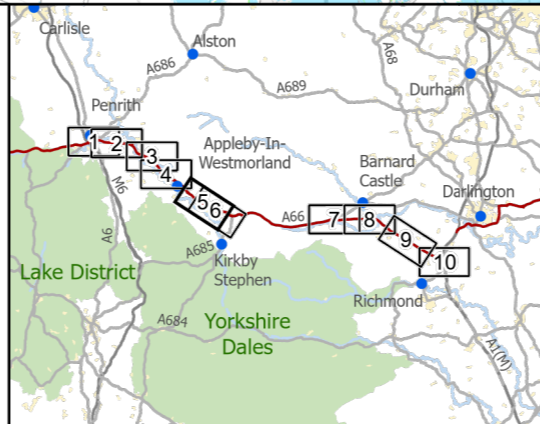 Carlisle
Alston
A686
A689
A68
Durham
Penrith
Appleby-In-
Westmorland
Barnard
Castle
Darlington
1
2
3
4
5
6
7
8
9
10
M6
A66
A6
A685
Kirkby
Stephen
Lake District
Richmond
A684
Yorkshire
Dales
A1(M)